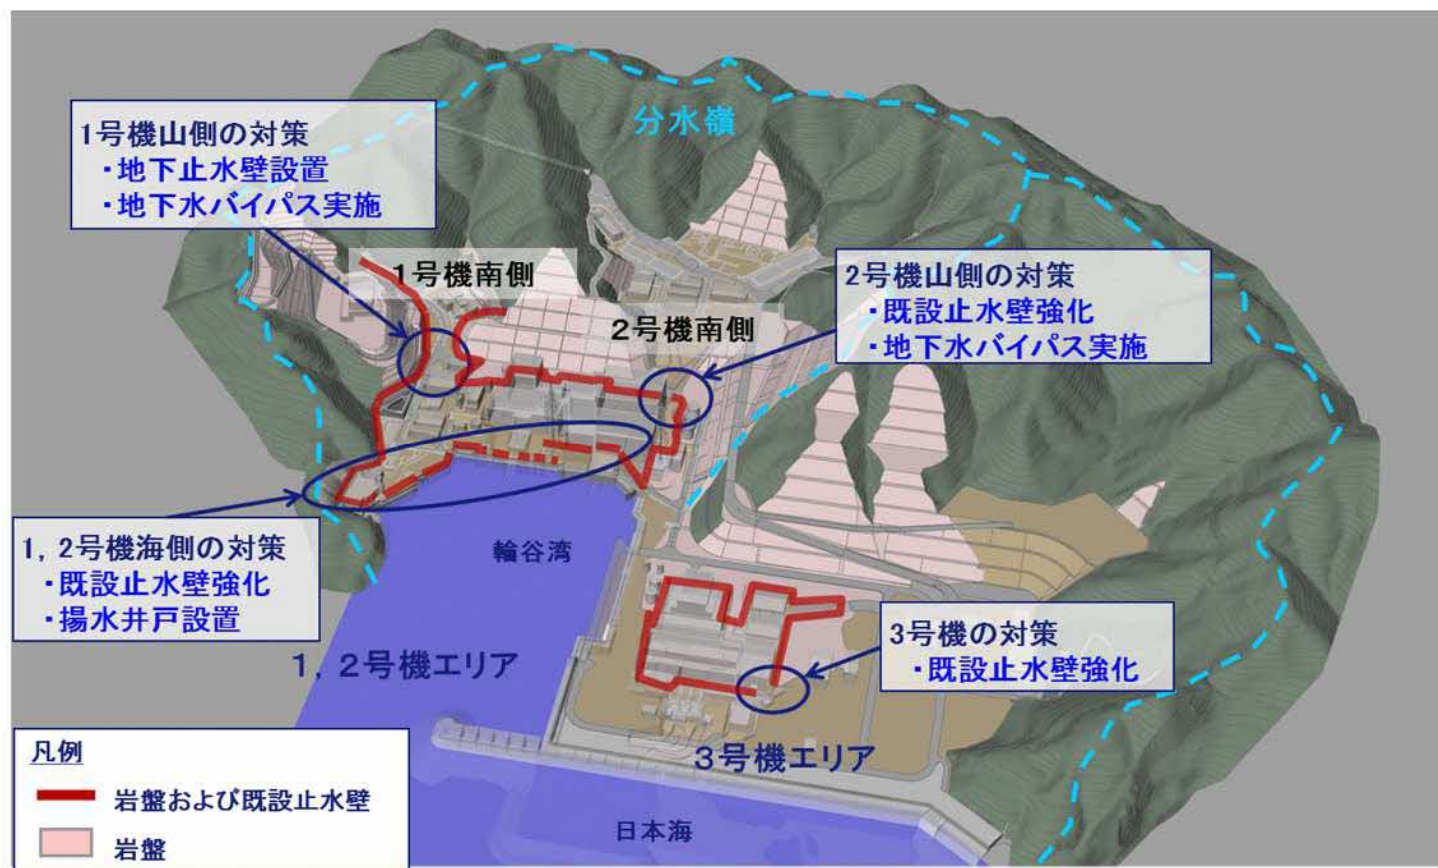 分水嶺
1号機山側の対策
・地下止水壁設置
・地下水バイパス実施
1号機南側
2号機南側
2号機山側の対策
・既設止水壁強化
・地下水バイパス実施
1，2号機海側の対策
・既設止水壁強化
・揚水井戸設置
輪谷湾
1，2号機エリア
3号機の対策
・既設止水壁強化
3号機エリア
日本海
凡例
岩盤および既設止水壁
岩盤